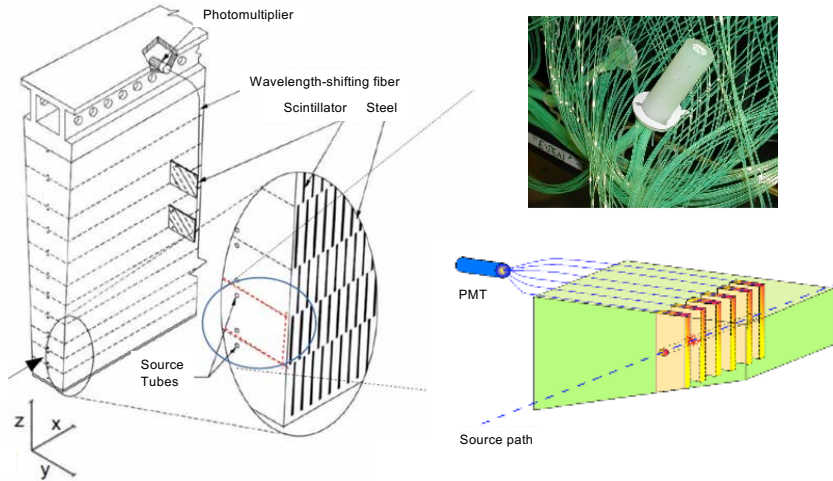 Photomultiplier
Wavelength-shifting fiber
Scintillator Steel
Source
Tubes
z
x
y
PMT
Source path